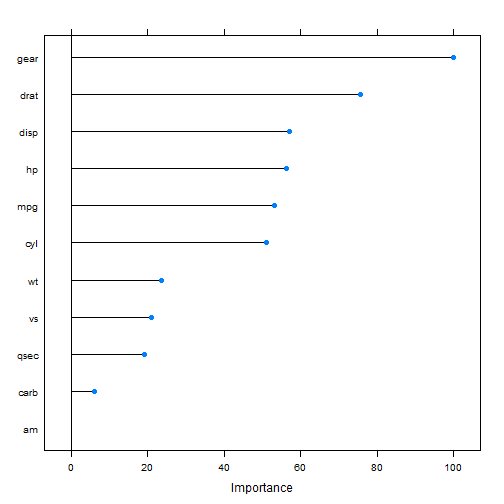 gear
drat
disp
hp
mpg
cyl
wt
vs
qsec
carb
am
0 20 40 60 80 100
Importance